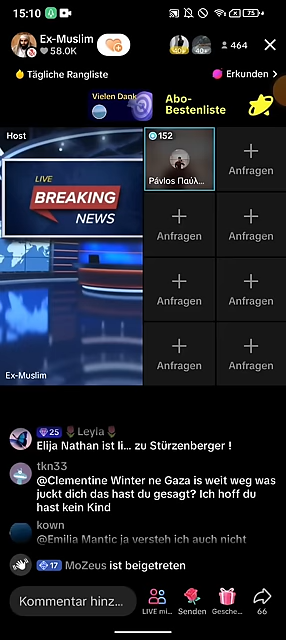 15:10
75
Ex-Muslim
58.0K
464
Tägliche Rangliste
Erkunden >
Vielen Dank
Abo-
Bestenliste
Host
LIVE
BREAKING
NEWS
Ex-Muslim
152
Pávlos Παύλ...
Anfragen
Anfragen
Anfragen
Anfragen
Anfragen
Anfragen
Anfragen
25 🌷Leyla🌷
Elija Nathan ist li... zu Stürzenberger !
tkn33
@Clementine Winter ne Gaza is weit weg was
juckt dich das hast du gesagt? Ich hoff du
hast kein Kind
kown
@Emilia Mantic ja versteh ich auch nicht
17 MoZeus ist beigetreten
Kommentar hinz...
LIVE mi...
Senden
Gesche...
66